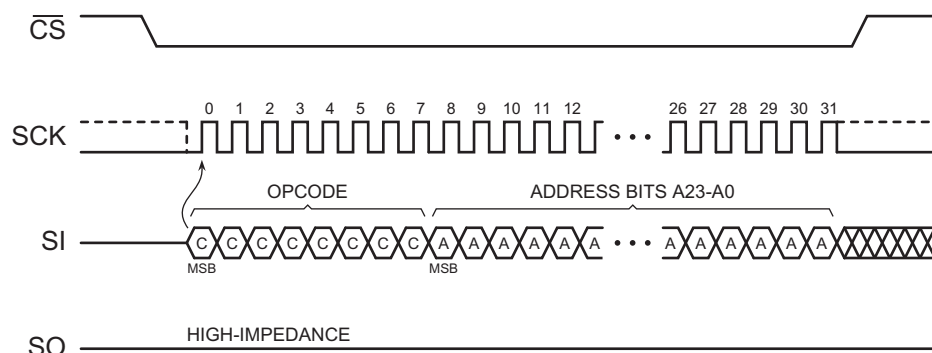 CS
0 1 2 3 4 5 6 7 8 9 10 11 12 26 27 28 29 30 31
SCK
OPCODE ADDRESS BITS A23-A0
SI C C C C C C C C A A A A A A A A A A A A
MSB MSB
HIGH-IMPEDANCE
SO